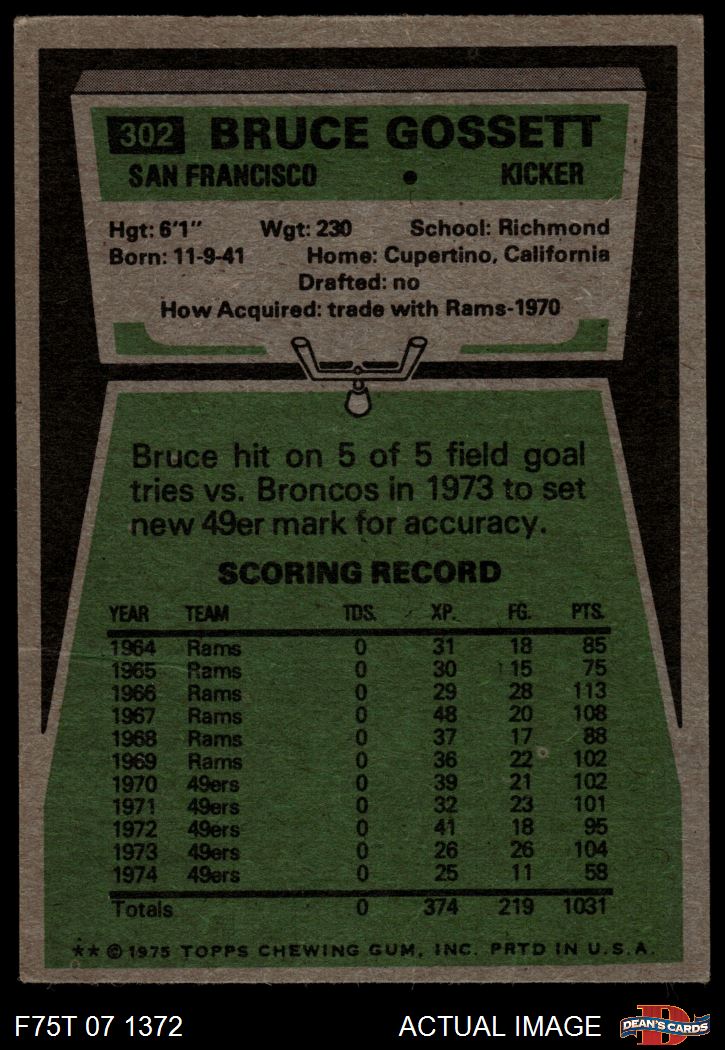 302 BRUCE GOSSETT
SAN FRANCISCO • KICKER
Hgt: 6'1" Wgt: 230 School: Richmond
Born: 11-9-41 Home: Cupertino, California
Drafted: no
How Acquired: trade with Rams-1970
Bruce hit on 5 of 5 field goal
tries vs. Broncos in 1973 to set
new 49er mark for accuracy.
SCORING RECORD
YEAR TEAM TDS. XP. FG. PTS.
1964 Rams 0 31 18 85
1965 Rams 0 30 15 75
1966 Rams 0 29 28 113
1967 Rams 0 48 20 108
1968 Rams 0 37 17 88
1969 Rams 0 36 22 102
1970 49ers 0 39 21 102
1971 49ers 0 32 23 101
1972 49ers 0 41 18 95
1973 49ers 0 26 26 104
1974 49ers 0 25 11 58
Totals 0 374 219 1031
** © 1975 TOPPS CHEWING GUM, INC. PRTD IN U.S.A.
F75T 07 1372 ACTUAL IMAGE
D
DEAN'S CARDS